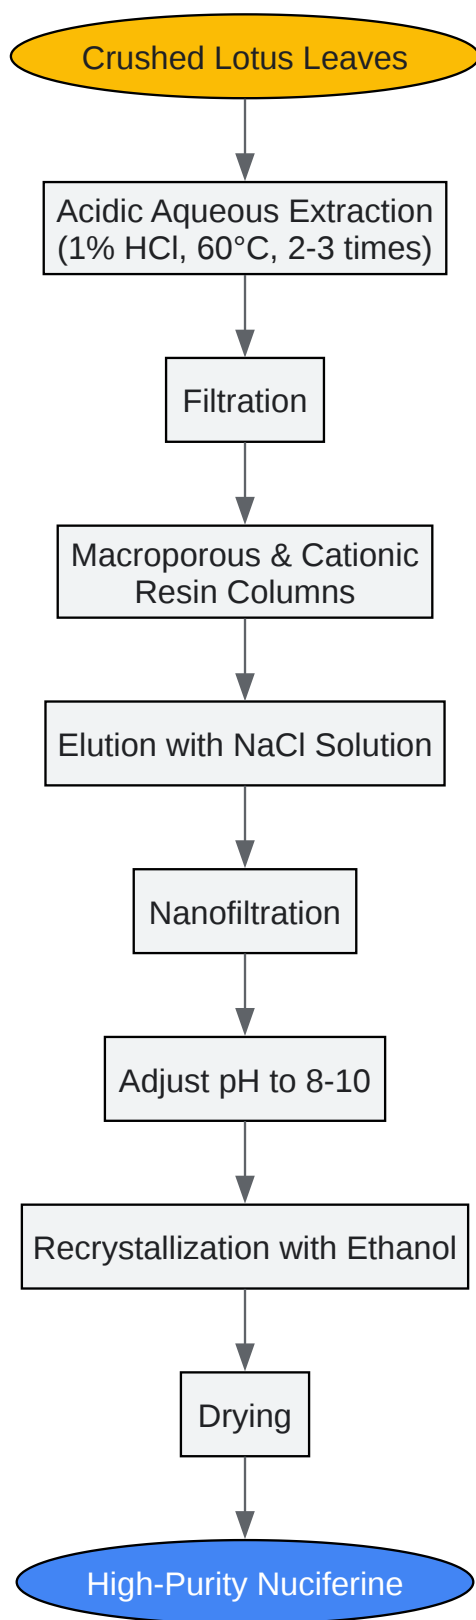 Crushed Lotus Leaves
Acidic Aqueous Extraction
(1% HCl, 60°C, 2-3 times)
Filtration
Macroporous & Cationic
Resin Columns
Elution with NaCl Solution
Nanofiltration
Adjust pH to 8-10
Recrystallization with Ethanol
Drying
High-Purity Nuciferine